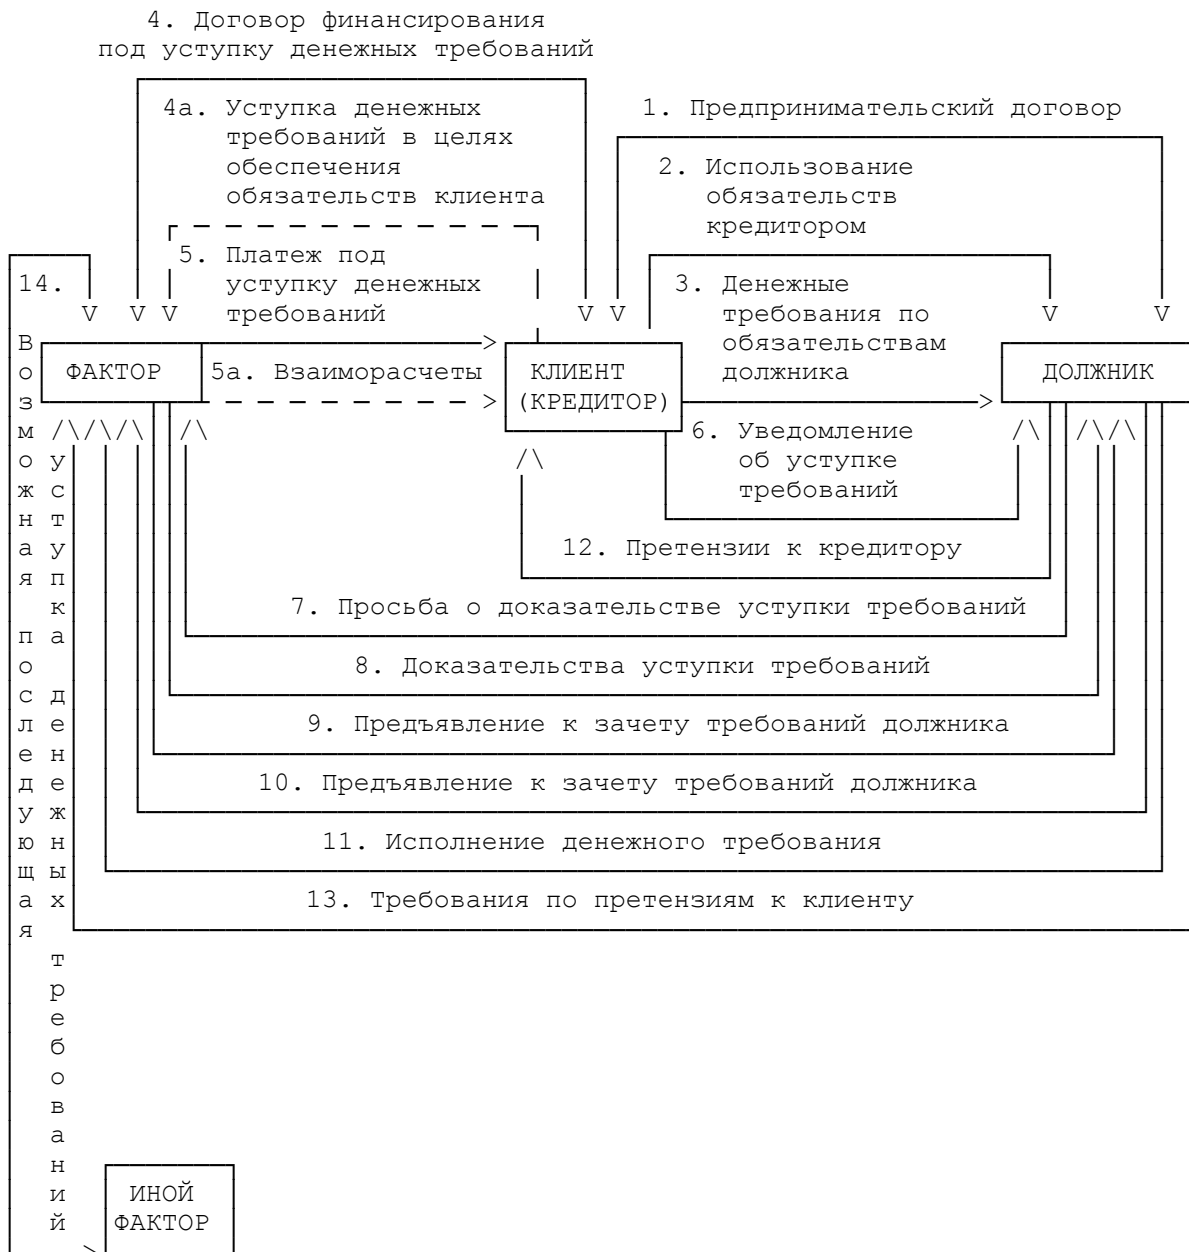 4. Договор финансирования
под уступку денежных требований
4а. Уступка денежных
требований в целях
обеспечения
обязательств клиента
1. Предпринимательский договор
2. Использование
обязательств
кредитором
5. Платеж под
уступку денежных
требований
3. Денежные
требования по
обязательствам
должника
14.
Возможная последующая
уступка денежных требований
ФАКТОР
5а. Взаиморасчеты
КЛИЕНТ
(КРЕДИТОР)
ДОЛЖНИК
6. Уведомление
об уступке
требований
12. Претензии к кредитору
7. Просьба о доказательстве уступки требований
8. Доказательства уступки требований
9. Предъявление к зачету требований должника
10. Предъявление к зачету требований должника
11. Исполнение денежного требования
13. Требования по претензиям к клиенту
ИНОЙ
ФАКТОР